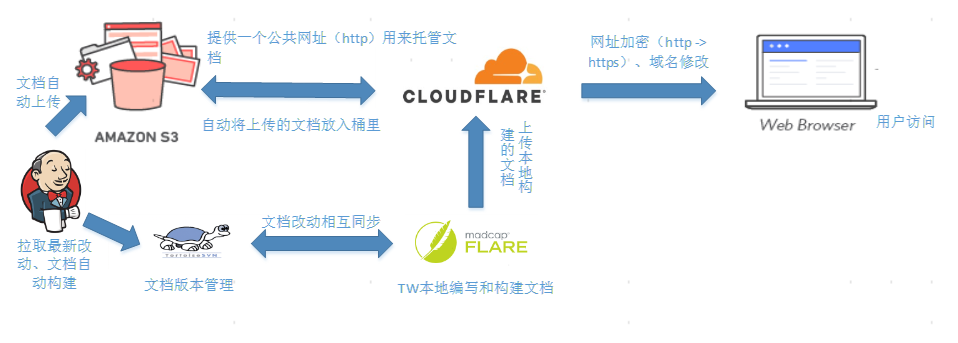 提供一个公共网址（http）用来托管文
档
网址加密（http ->
https）、域名修改
文档自
动上传
CLOUDFLARE
AMAZON S3
自动将上传的文档放入桶里
Web Browser
用户访问
上传本地构
建的文档
文档改动相互同步
madcap
FLARE
TortoiseSVN
拉取最新改
动、文档自
动构建
文档版本管理
TW本地编写和构建文档